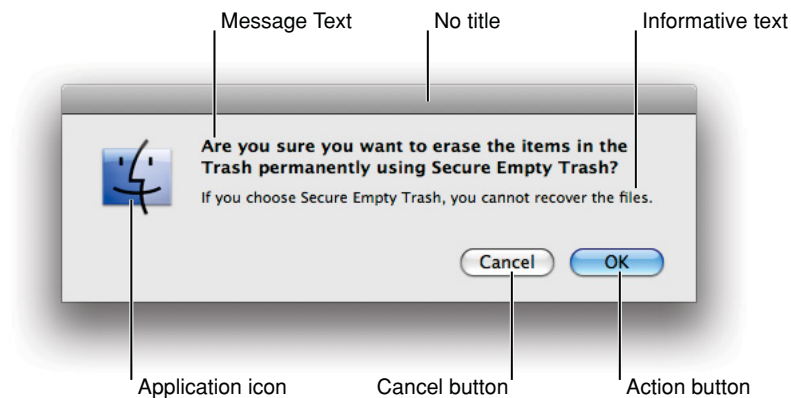 Message Text
No title
Informative text
Are you sure you want to erase the items in the
Trash permanently using Secure Empty Trash?
If you choose Secure Empty Trash, you cannot recover the files.
Cancel
OK
Application icon
Cancel button
Action button